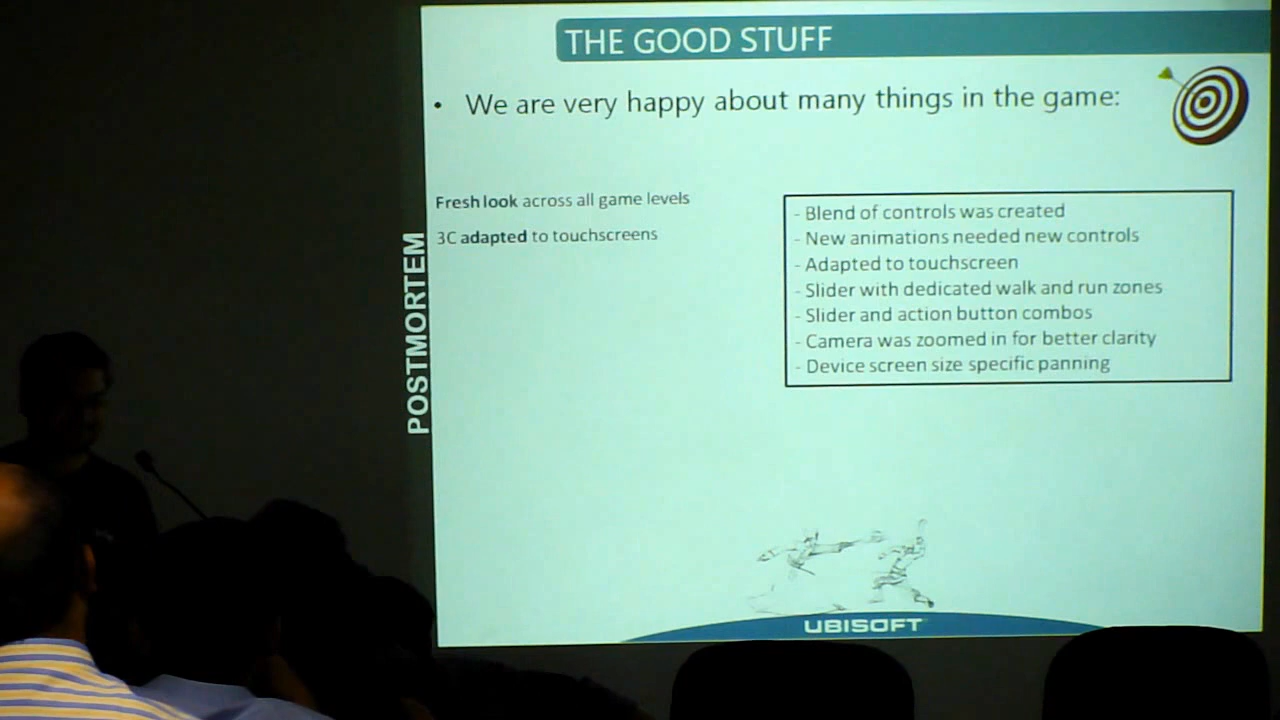 THE GOOD STUFF
• We are very happy about many things in the game:
Fresh look across all game levels
3C adapted to touchscreens
- Blend of controls was created
- New animations needed new controls
- Adapted to touchscreen
- Slider with dedicated walk and run zones
- Slider and action button combos
- Camera was zoomed in for better clarity
- Device screen size specific panning
POSTMORTEM
UBISOFT